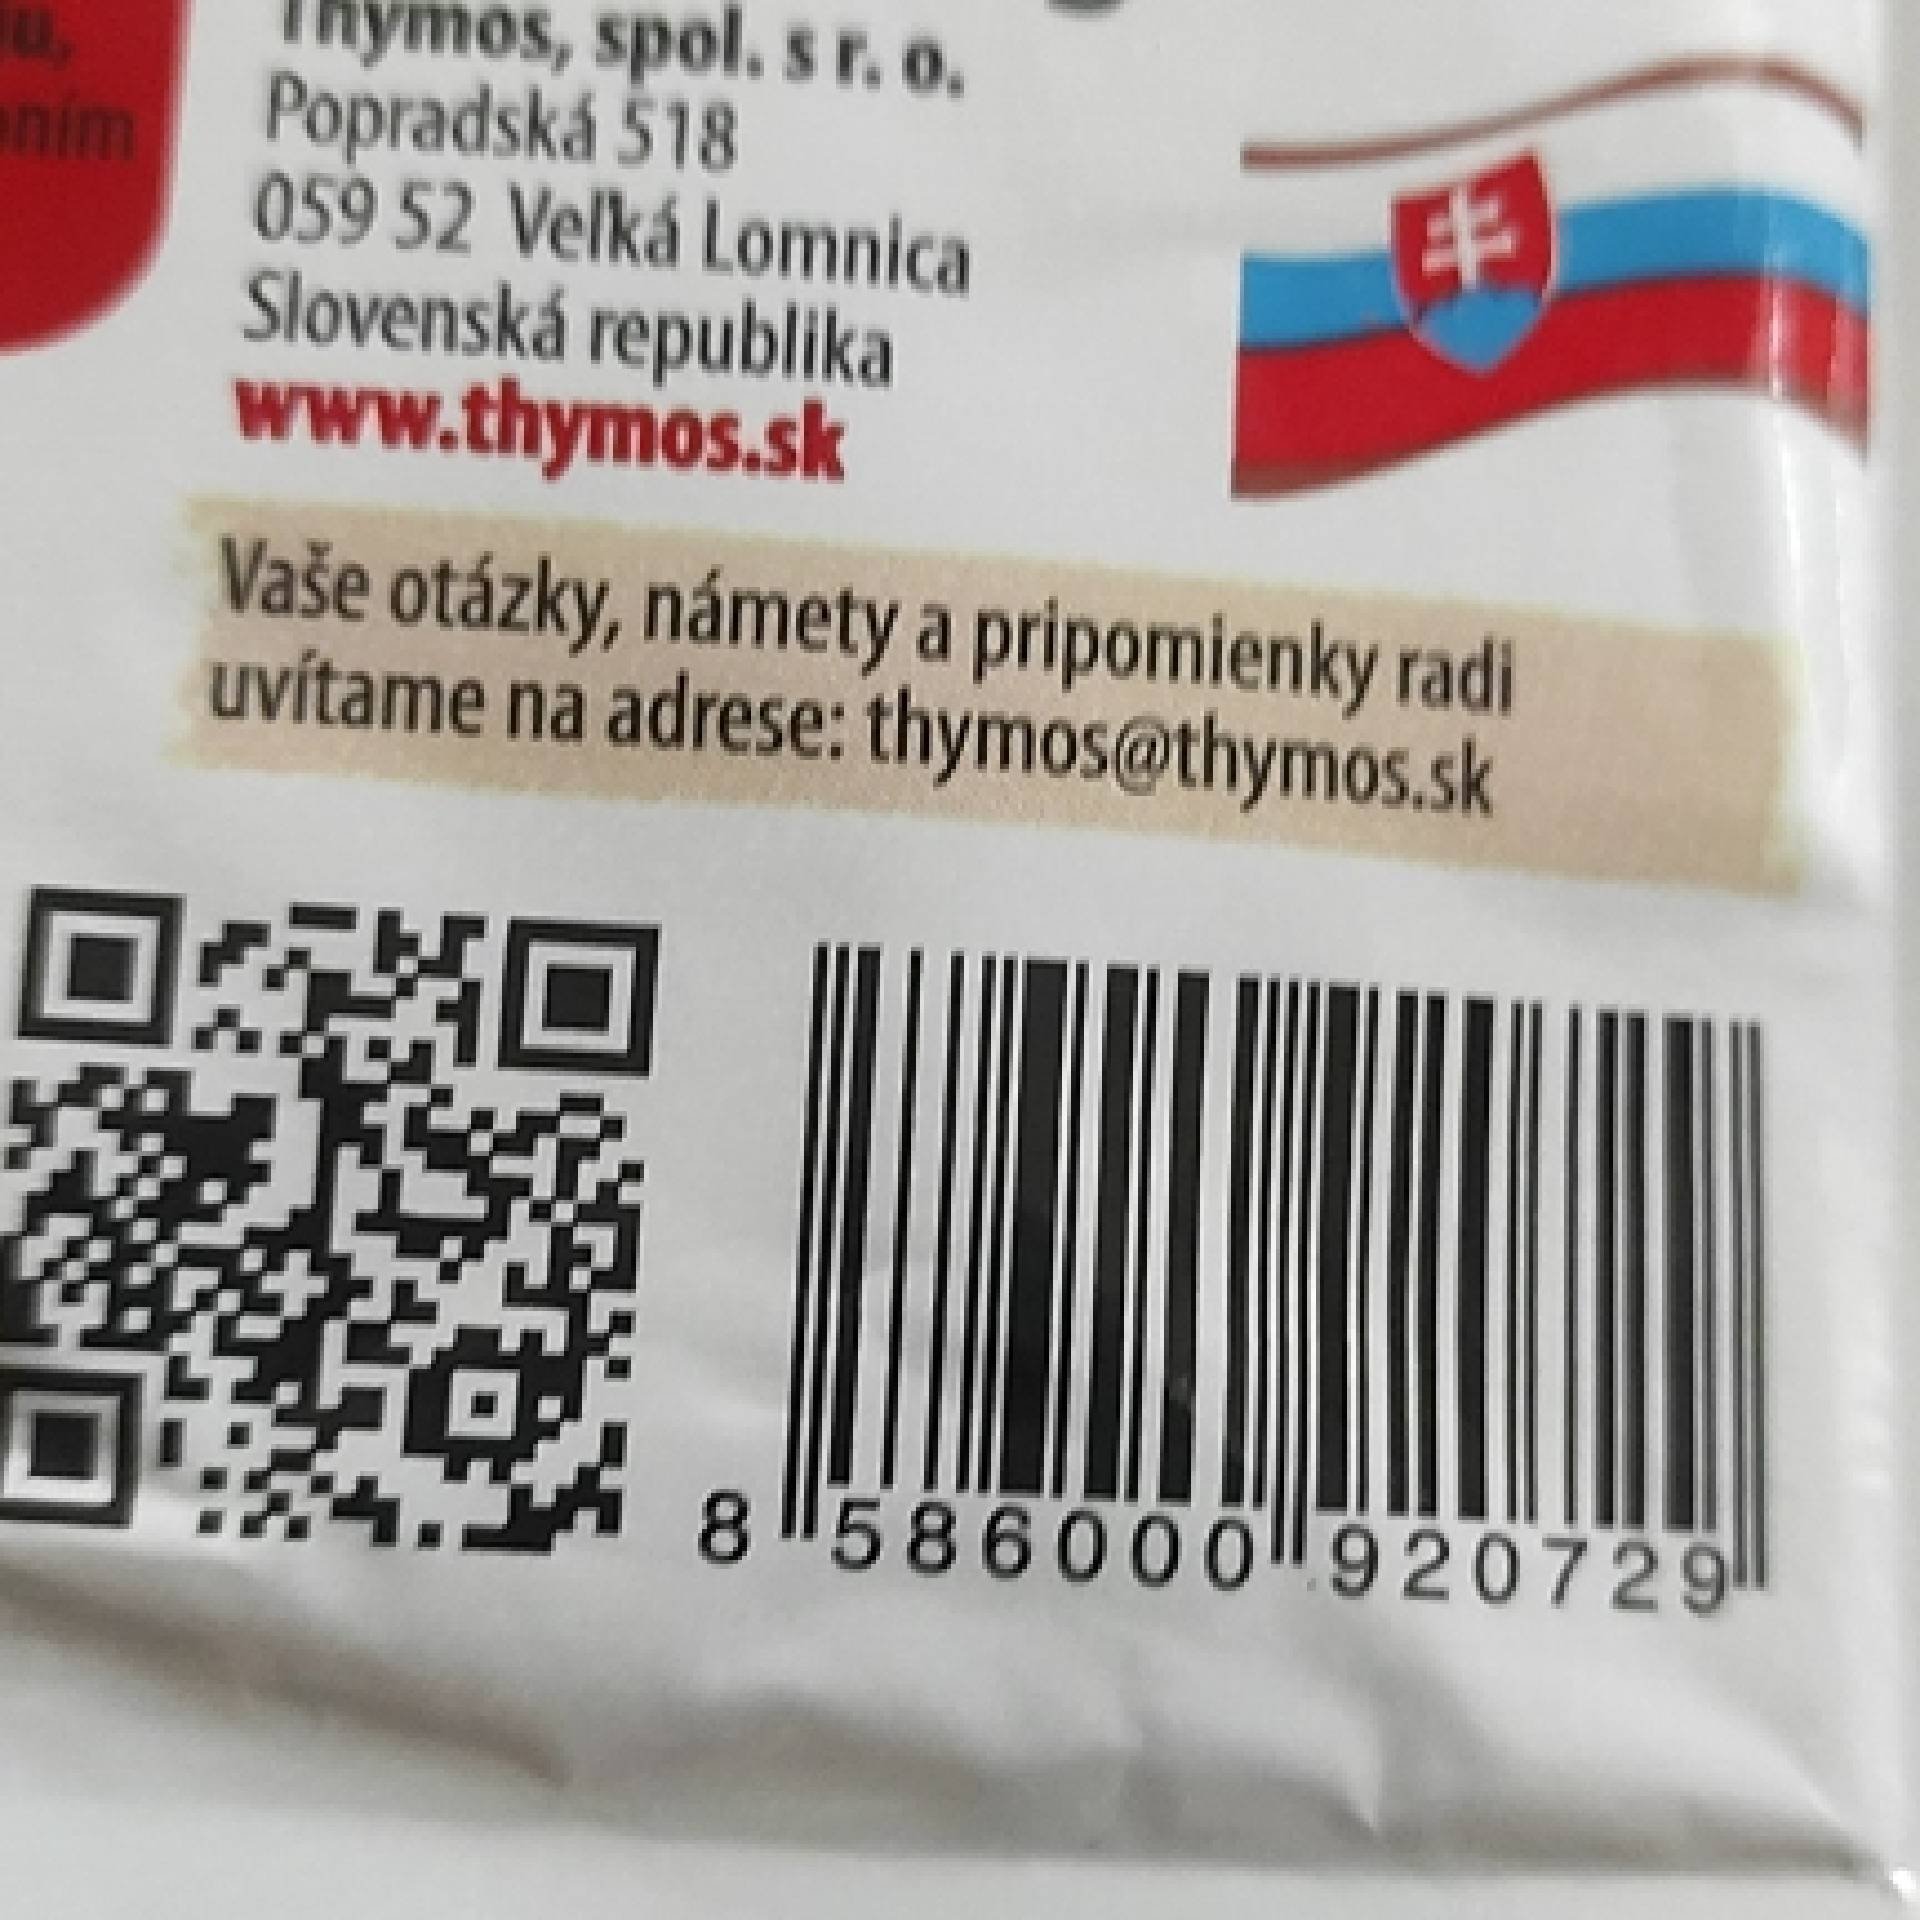 Thymos, spol. s r. o.
Popradská 518
059 52 Veľká Lomnica
Slovenská republika
www.thymos.sk
Vaše otázky, námety a pripomienky radi
uvítame na adrese: thymos@thymos.sk
8 586000 920729